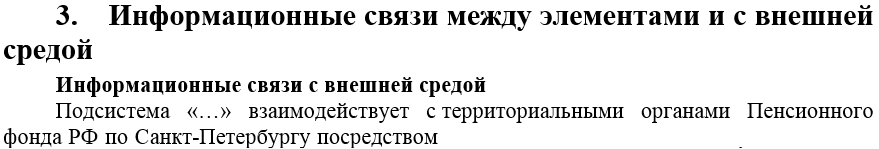 3. Информационные связи между элементами и с внешней
средой
Информационные связи с внешней средой
Подсистема «…» взаимодействует с территориальными органами Пенсионного
фонда РФ по Санкт-Петербургу посредством